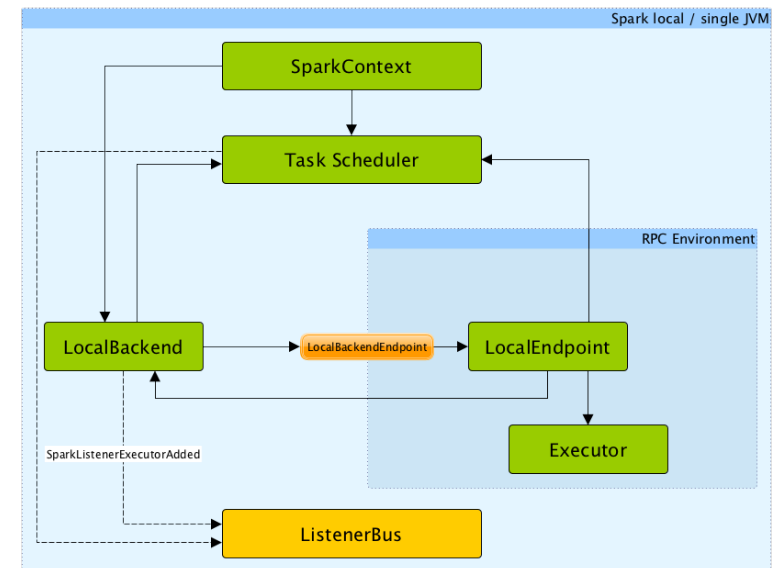 Spark local / single JVM
SparkContext
Task Scheduler
RPC Environment
LocalBackend
LocalBackendEndpoint
LocalEndpoint
Executor
SparkListenerExecutorAdded
ListenerBus